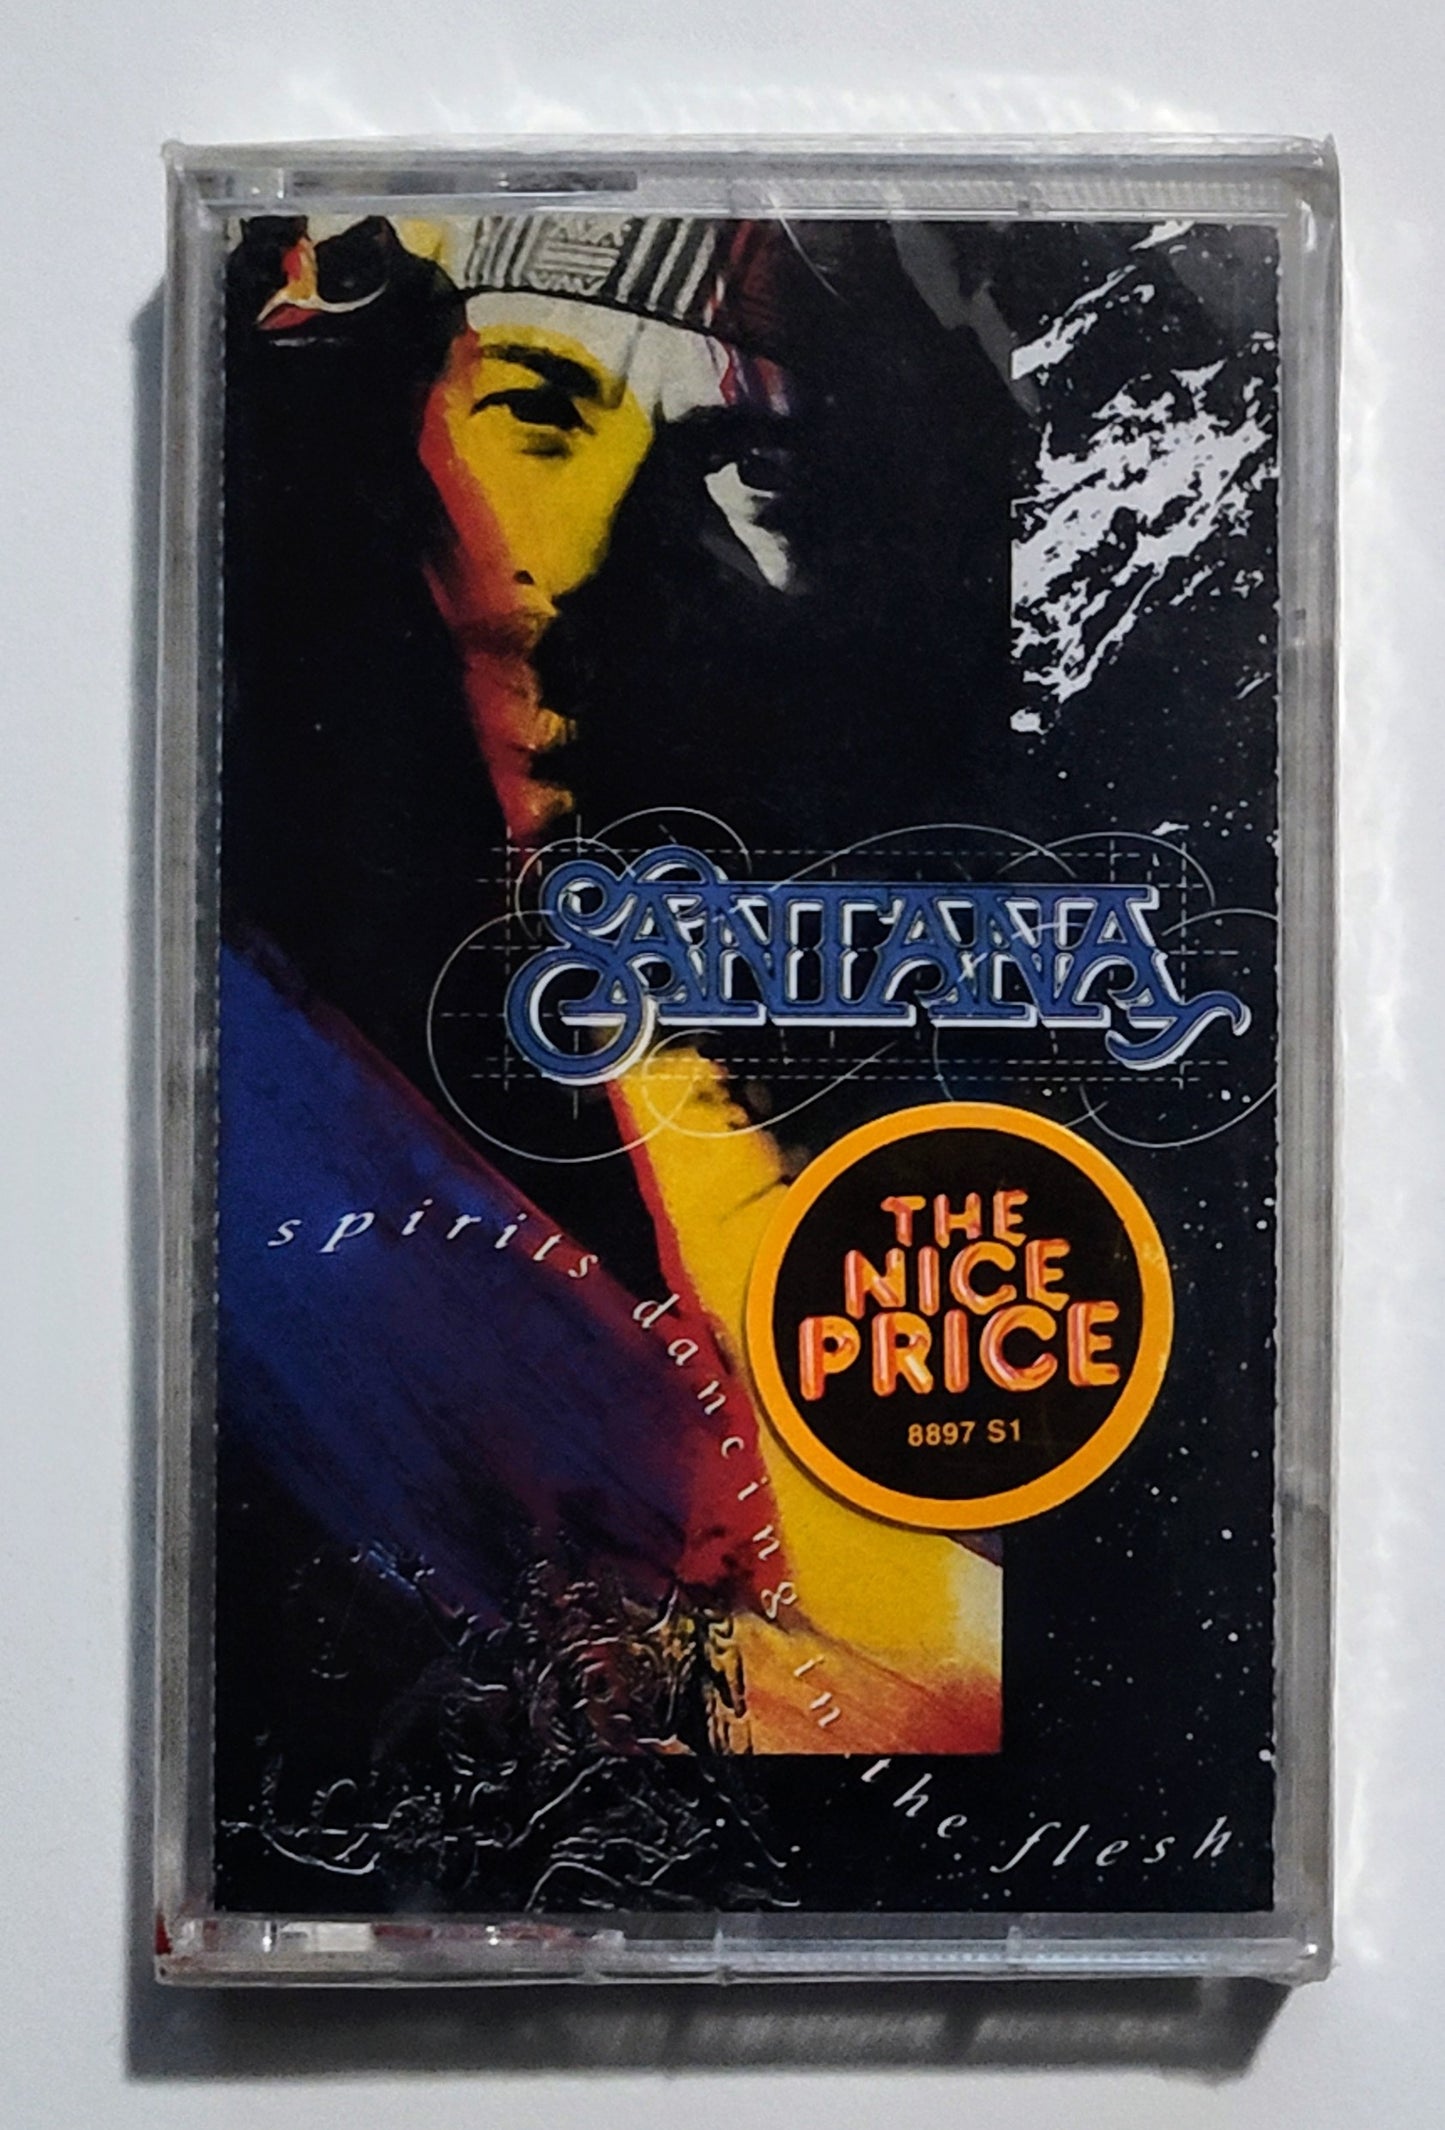 SANTANA
spirits dancing in the flesh
THE
NICE
PRICE
8897 S1